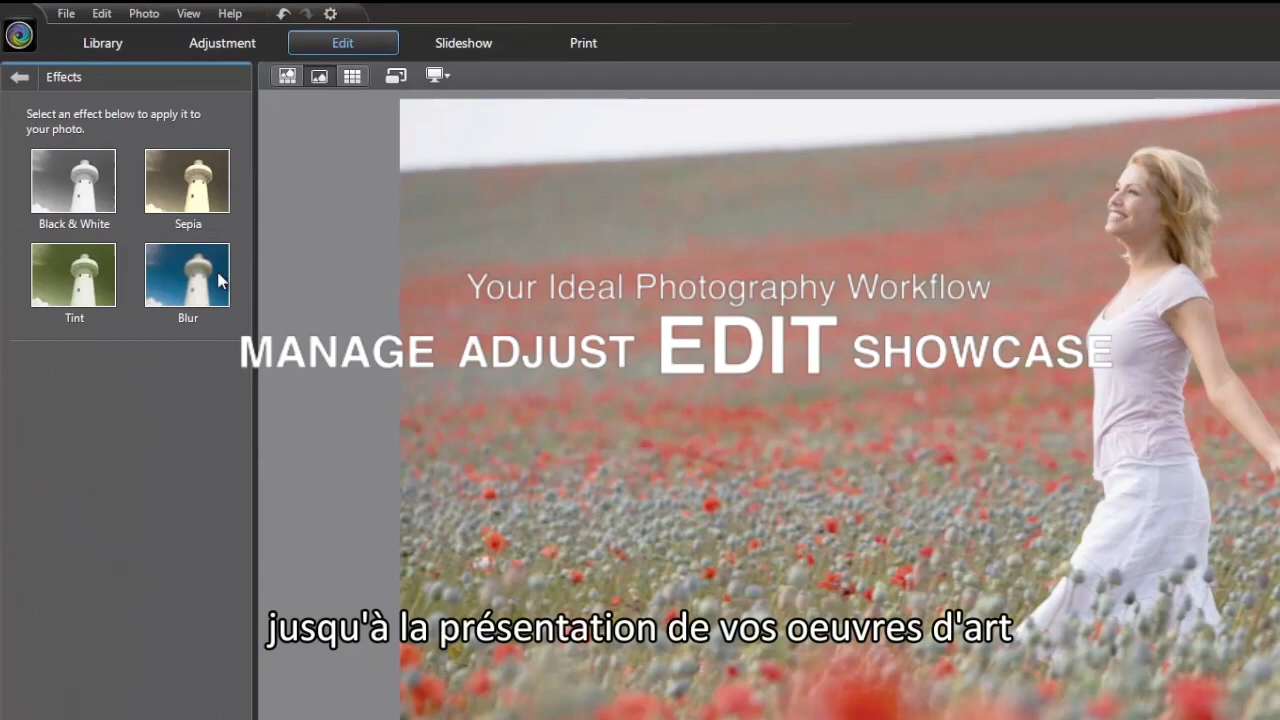 File Edit Photo View Help
Library Adjustment Edit Slideshow Print
Effects
Select an effect below to apply it to
your photo.
Black & White Sepia
Tint Blur
Your Ideal Photography Workflow
MANAGE ADJUST EDIT SHOWCASE
jusqu'à la présentation de vos oeuvres d'art